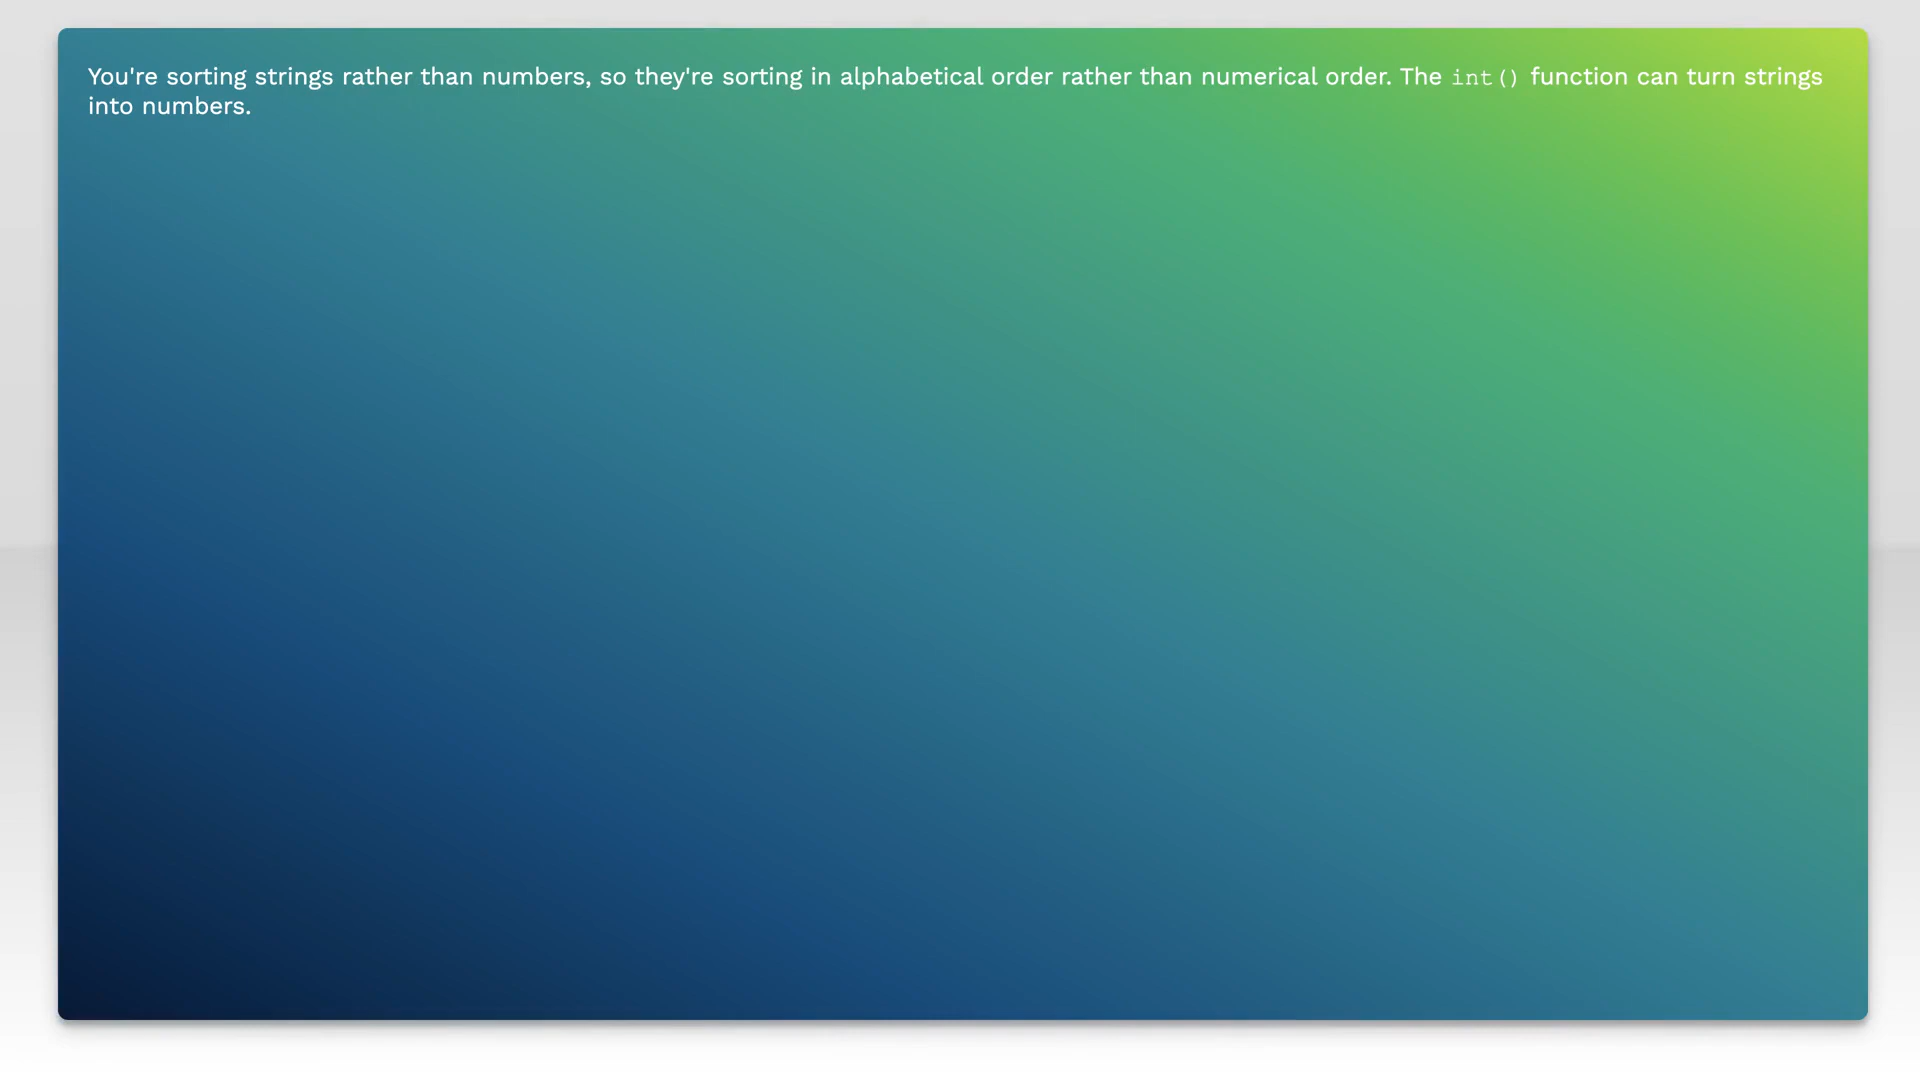 You're sorting strings rather than numbers, so they're sorting in alphabetical order rather than numerical order. The int() function can turn strings
into numbers.